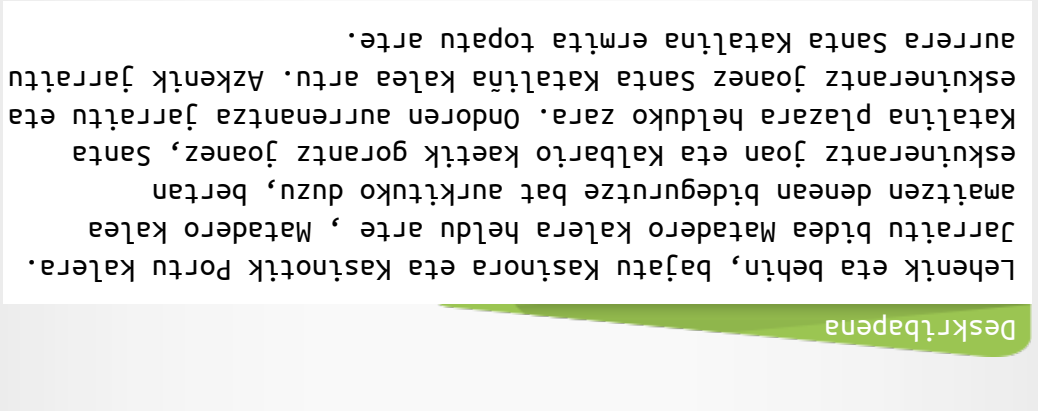 Deskribapena
Lehenik eta behin, bajatu Kasinora eta Kasinotik Portu kalera.
Jarraitu bidea Matadero kalera heldu arte , Matadero kalea
amaitzen denean bidegurutze bat aurkituko duzu, bertan
eskuinerantz joan eta Kalbario kaetik gorantz joanez, Santa
Katalina plazara helduko zara. Ondoren aurrenantza jarraitu eta
eskuinerantz joanez Santa Kataliña kalea artu. Azkenik jarraitu
aurrera Santa Katalina ermita topatu arte.